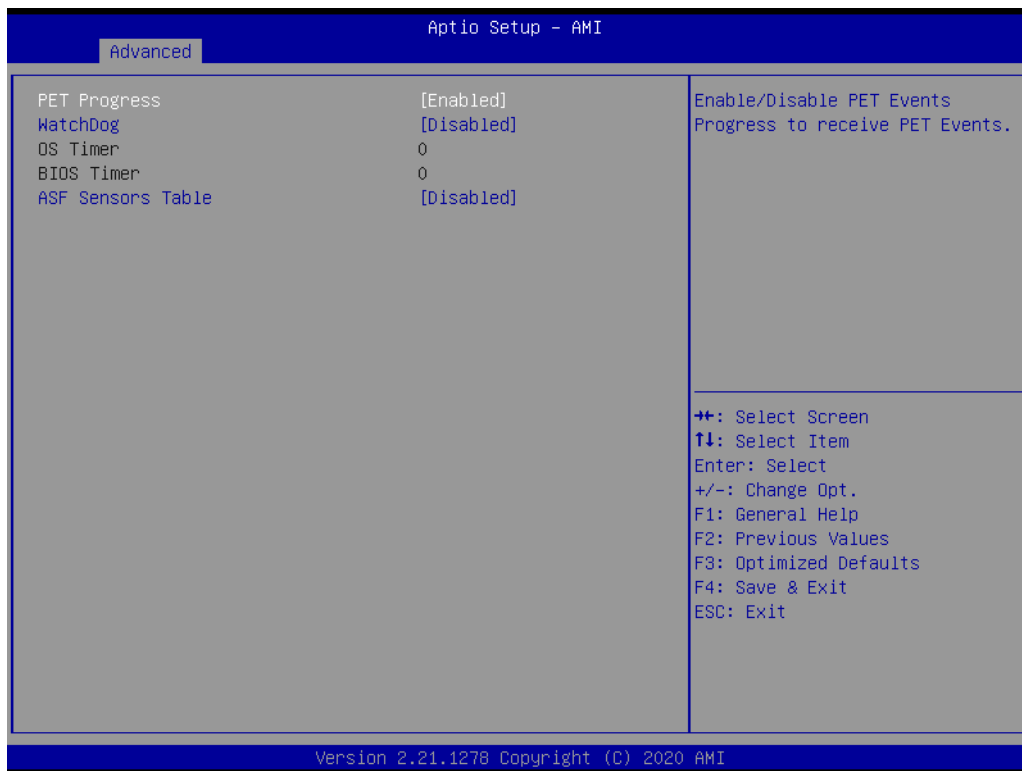 Aptio Setup – AMI
Advanced
PET Progress [Enabled]
WatchDog [Disabled]
OS Timer 0
BIOS Timer 0
ASF Sensors Table [Disabled]
Enable/Disable PET Events
Progress to receive PET Events.
→←: Select Screen
↑↓: Select Item
Enter: Select
+/-: Change Opt.
F1: General Help
F2: Previous Values
F3: Optimized Defaults
F4: Save & Exit
ESC: Exit
Version 2.21.1278 Copyright (C) 2020 AMI